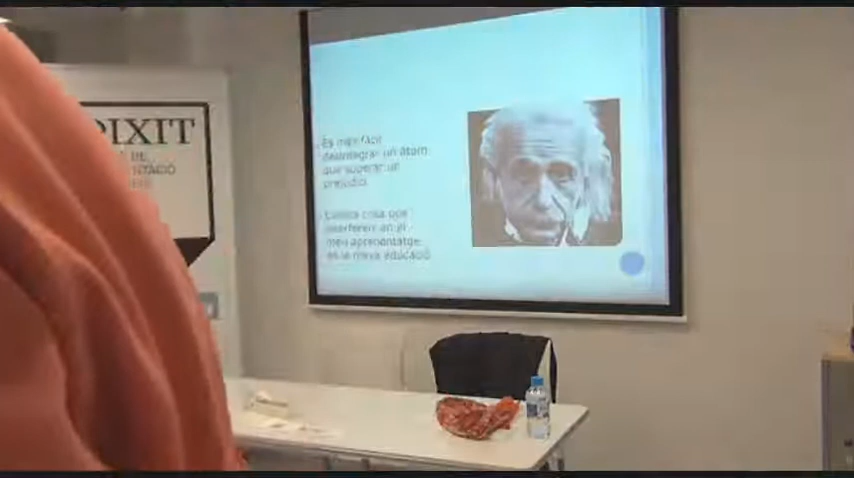 PIXIT
DE
És més fàcil
desintegrar un àtom
que superar un
prejudici
L'única cosa que
interfereix en el
meu aprenentatge
és la meva educació